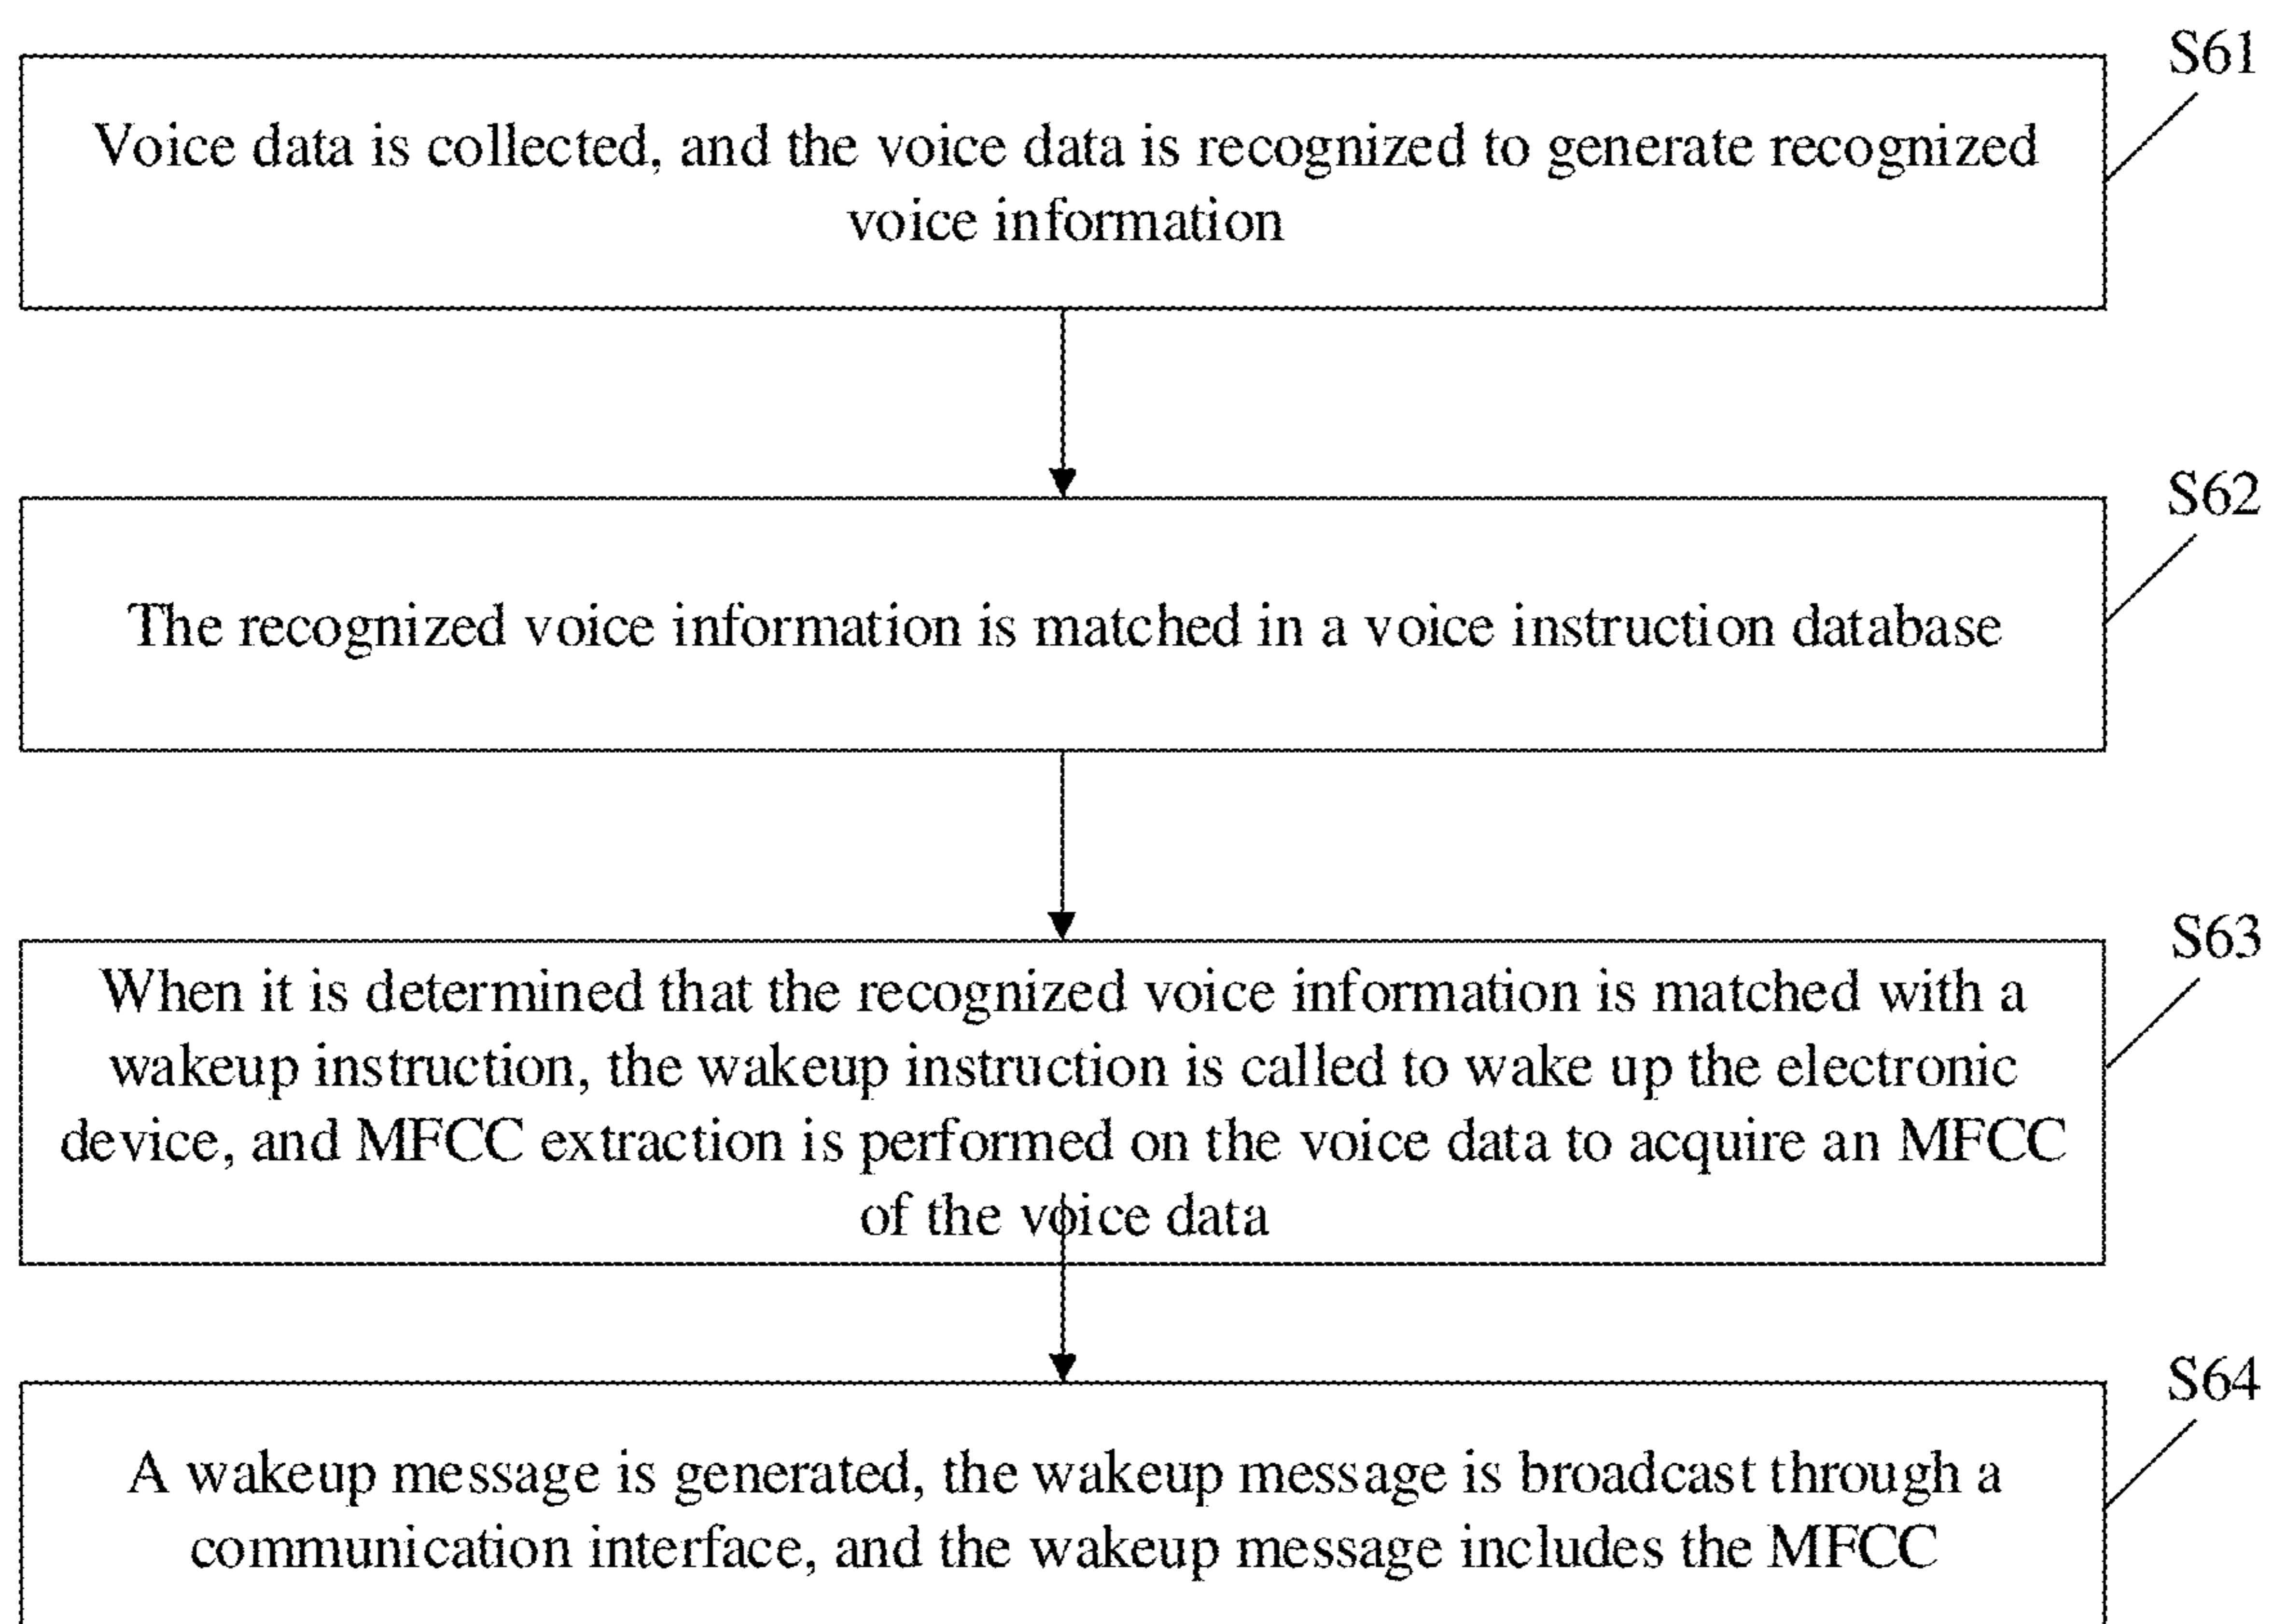 S61
Voice data is collected, and the voice data is recognized to generate recognized
voice information
S62
The recognized voice information is matched in a voice instruction database
S63
When it is determined that the recognized voice information is matched with a
wakeup instruction, the wakeup instruction is called to wake up the electronic
device, and MFCC extraction is performed on the voice data to acquire an MFCC
of the voice data
S64
A wakeup message is generated, the wakeup message is broadcast through a
communication interface, and the wakeup message includes the MFCC